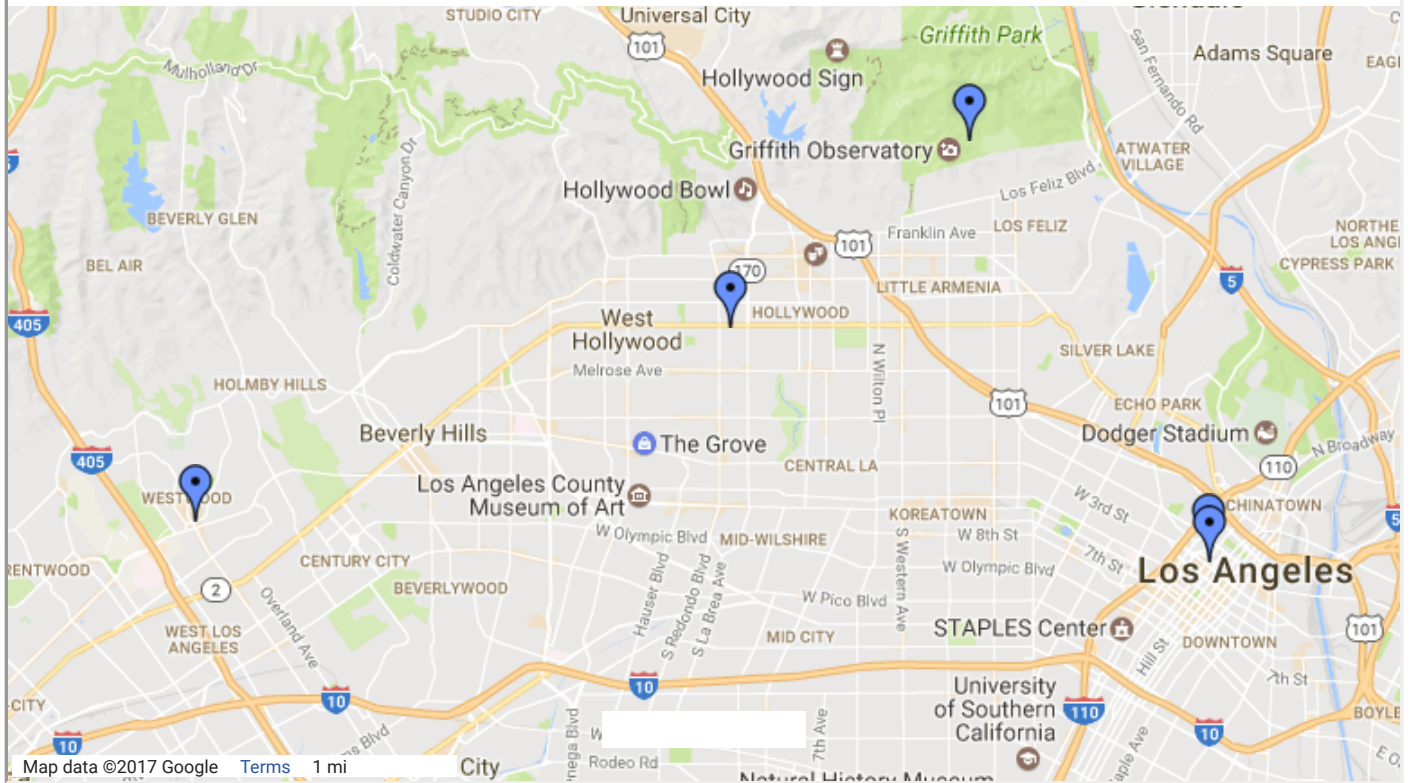 STUDIO CITY
Universal City
Griffith Park
Adams Square
101
Mulholland Dr
Hollywood Sign
San Fernando Rd
Griffith Observatory
ATWATER
VILLAGE
Coldwater Canyon Dr
Hollywood Bowl
Los Feliz Blvd
BEVERLY GLEN
Franklin Ave
LOS FELIZ
101
BEL AIR
CYPRESS PARK
170
5
LITTLE ARMENIA
HOLLYWOOD
405
West
Hollywood
SILVER LAKE
Melrose Ave
N Wilton Pl
HOLMBY HILLS
101
ECHO PARK
Beverly Hills
The Grove
Dodger Stadium
N Broadway
405
CENTRAL LA
110
Los Angeles County
Museum of Art
W 3rd St
CHINATOWN
KOREATOWN
5
W Olympic Blvd
MID-WILSHIRE
W 8th St
S Western Ave
7th St
CENTURY CITY
W Olympic Blvd
Los Angeles
RENTWOOD
BEVERLYWOOD
2
Hauser Blvd
S Redondo Blvd
S La Brea Ave
W Pico Blvd
Overland Ave
WEST LOS
ANGELES
MID CITY
STAPLES Center
101
Hill St
DOWNTOWN
10
10
University
of Southern
California
7th St
110
10
10
7th Ave
BOYLE
Rodeo Rd
City
Map data ©2017 Google Terms 1 mi
Natural History Museum